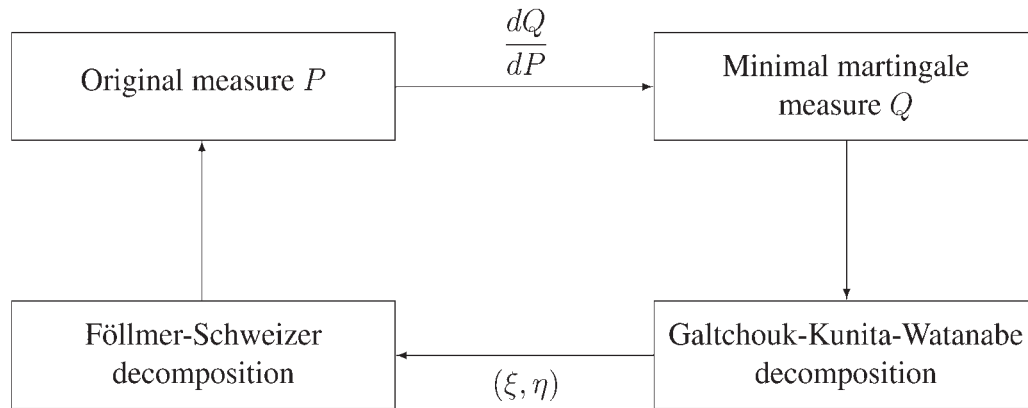 Original measure P
dQ
dP
Minimal martingale
measure Q
Föllmer-Schweizer
decomposition
(ξ, η)
Galtchouk-Kunita-Watanabe
decomposition